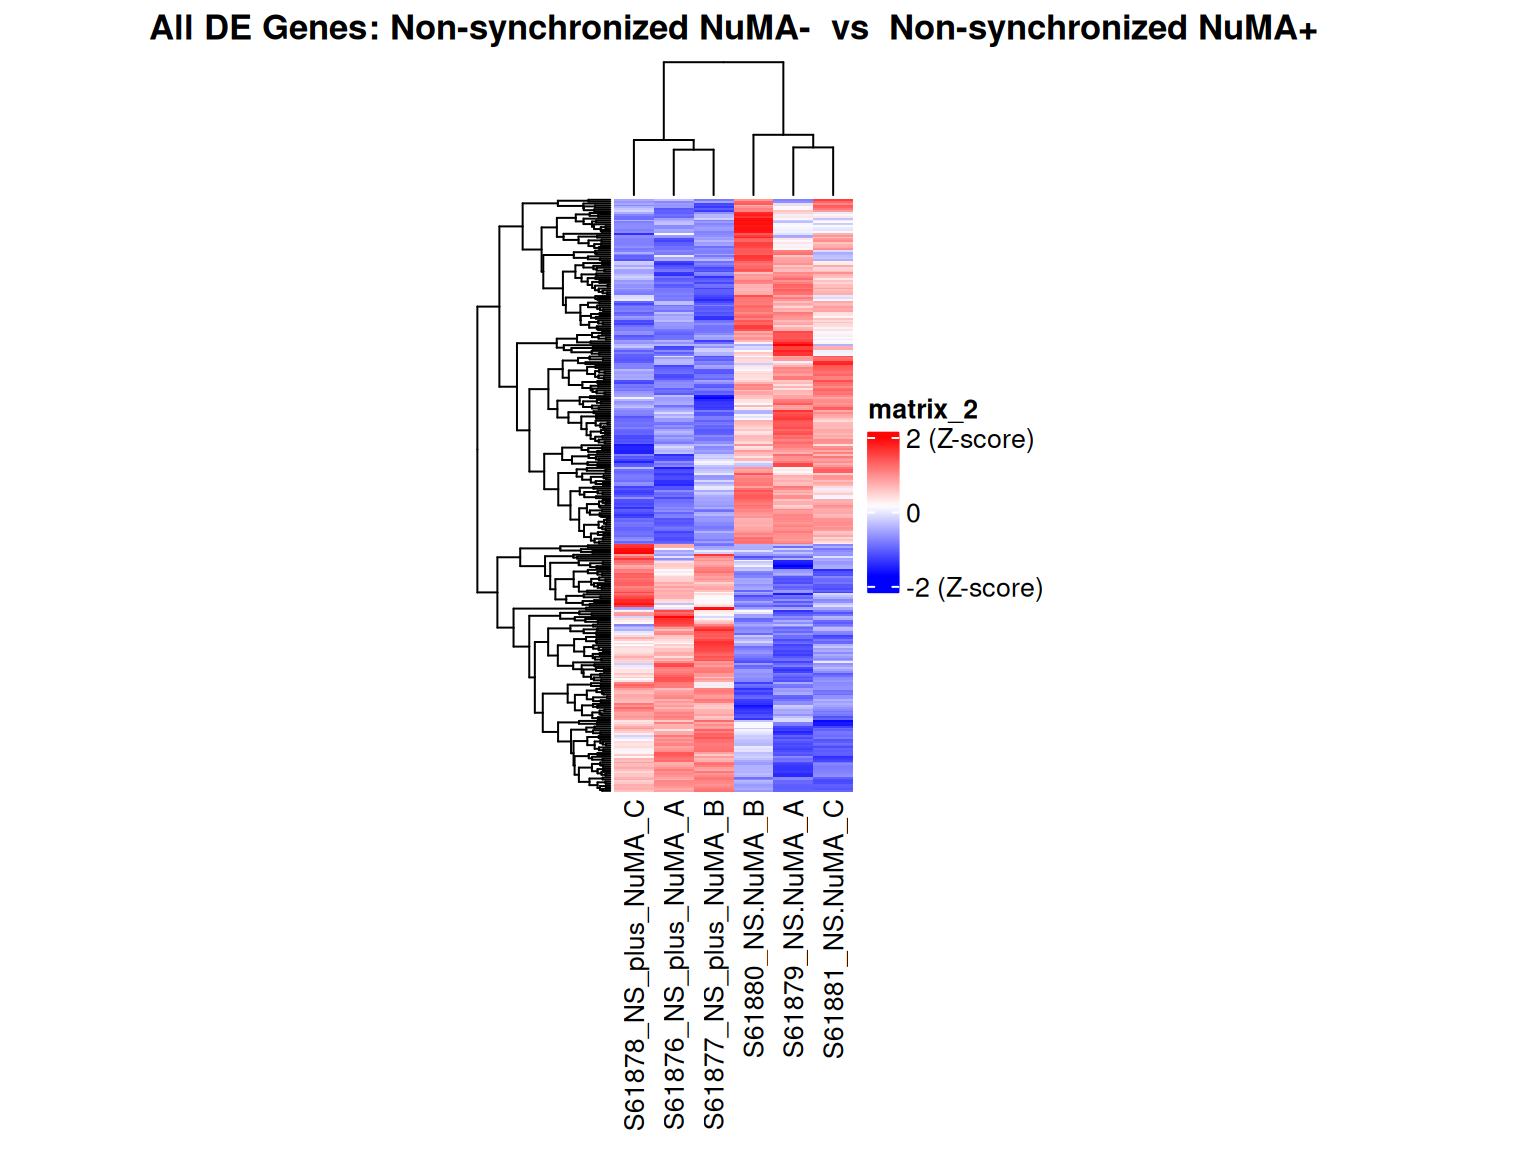 All DE Genes: Non-synchronized NuMA-  vs  Non-synchronized NuMA+
matrix_2
2 (Z-score)
0
-2 (Z-score)
S61878_NS_plus_NuMA_C
S61876_NS_plus_NuMA_A
S61877_NS_plus_NuMA_B
S61880_NS.NuMA_B
S61879_NS.NuMA_A
S61881_NS.NuMA_C